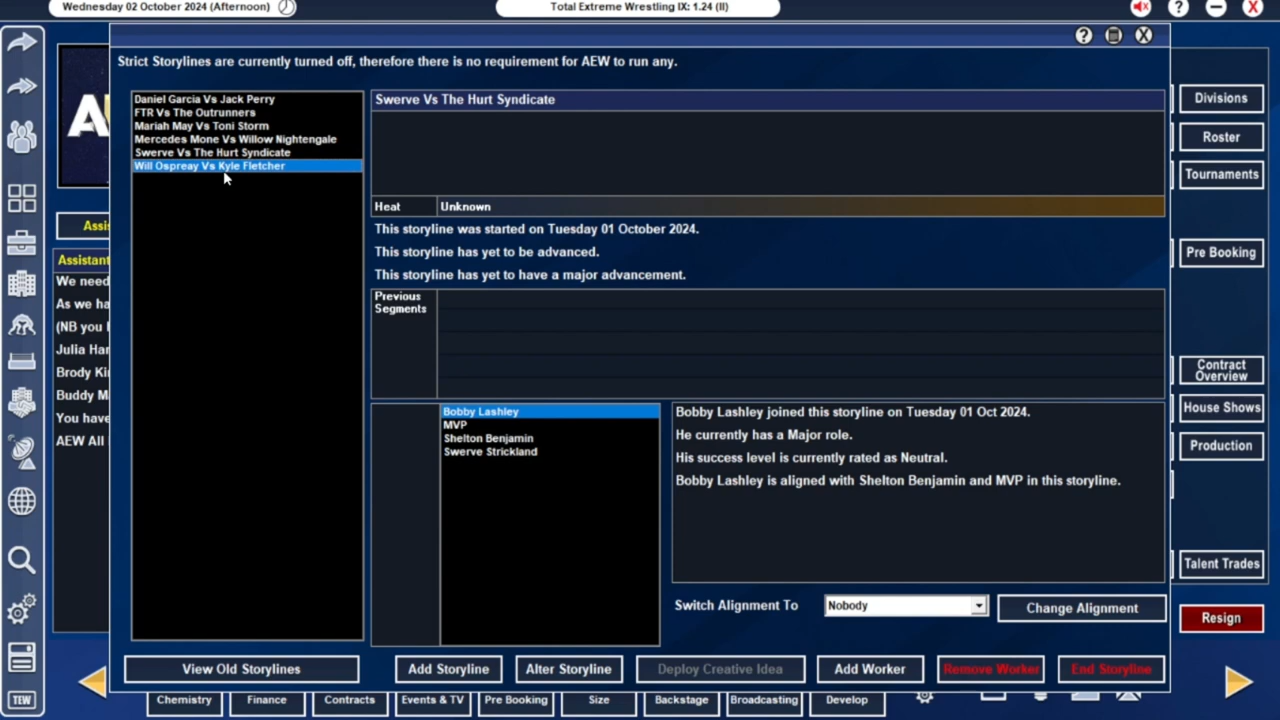 Wednesday 02 October 2024 (Afternoon)
Total Extreme Wrestling IX: 1.24 (II)
Strict Storylines are currently turned off, therefore there is no requirement for AEW to run any.
Daniel Garcia Vs Jack Perry
FTR Vs The Outrunners
Mariah May Vs Toni Storm
Mercedes Mone Vs Willow Nightengale
Swerve Vs The Hurt Syndicate
Will Ospreay Vs Kyle Fletcher
Swerve Vs The Hurt Syndicate
Heat
Unknown
This storyline was started on Tuesday 01 October 2024.
This storyline has yet to be advanced.
This storyline has yet to have a major advancement.
Previous
Segments
Bobby Lashley
MVP
Shelton Benjamin
Swerve Strickland
Bobby Lashley joined this storyline on Tuesday 01 Oct 2024.
He currently has a Major role.
His success level is currently rated as Neutral.
Bobby Lashley is aligned with Shelton Benjamin and MVP in this storyline.
Switch Alignment To
Nobody
Change Alignment
View Old Storylines
Add Storyline
Alter Storyline
Deploy Creative Idea
Add Worker
Remove Worker
End Storyline
Assistant
We need
As we ha
(NB you
Julia Har
Brody Ki
Buddy M
You have
AEW All
Divisions
Roster
Tournaments
Pre Booking
Contract
Overview
House Shows
Production
Talent Trades
Resign
TEW
Chemistry
Finance
Contracts
Events & TV
Pre Booking
Size
Backstage
Broadcasting
Develop